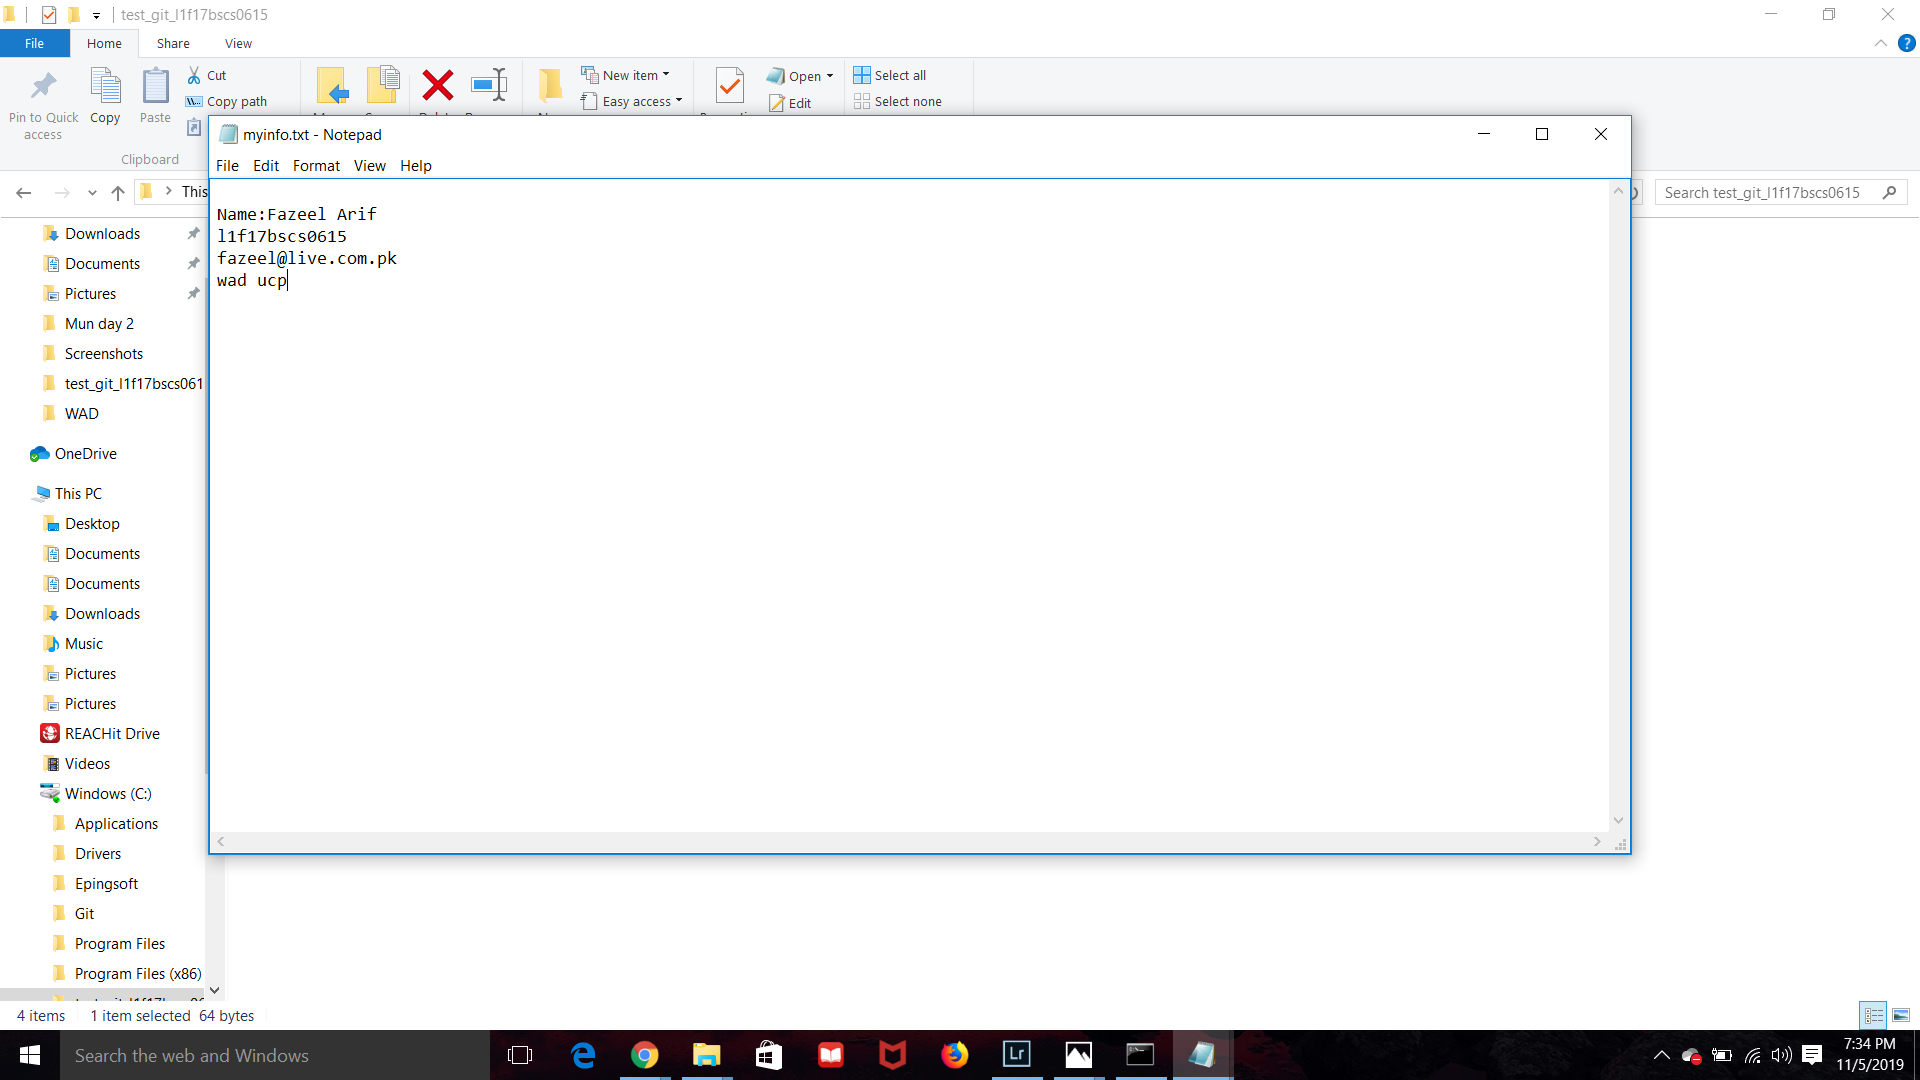 test_git_l1f17bscs0615
File
Home
Share
View
Pin to Quick access
Copy
Paste
Cut
Copy path
New item
Easy access
Open
Edit
Select all
Select none
Clipboard
myinfo.txt - Notepad
File Edit Format View Help
This
Search test_git_l1f17bscs0615
Name:Fazeel Arif
l1f17bscs0615
fazeel@live.com.pk
wad ucp
Downloads
Documents
Pictures
Mun day 2
Screenshots
test_git_l1f17bscs061
WAD
OneDrive
This PC
Desktop
Documents
Documents
Downloads
Music
Pictures
Pictures
REACHit Drive
Videos
Windows (C:)
Applications
Drivers
Epingsoft
Git
Program Files
Program Files (x86)
4 items 1 item selected 64 bytes
Search the web and Windows
Lr
7:34 PM
11/5/2019